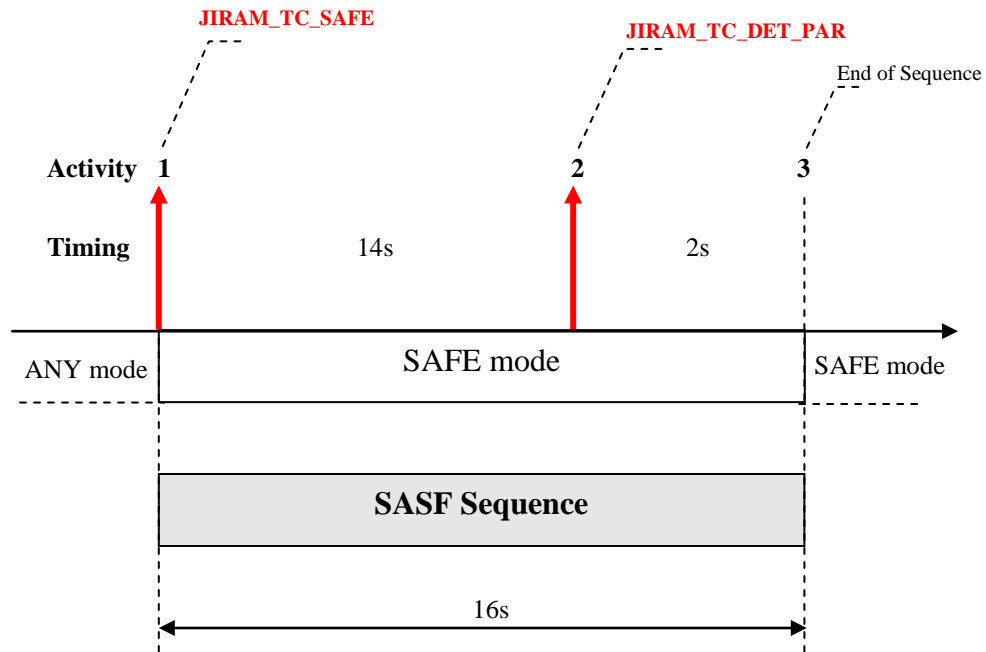 JIRAM_TC_SAFE
JIRAM_TC_DET_PAR
End of Sequence
Activity 1 2 3
Timing 14s 2s
ANY mode SAFE mode SAFE mode
SASF Sequence
16s